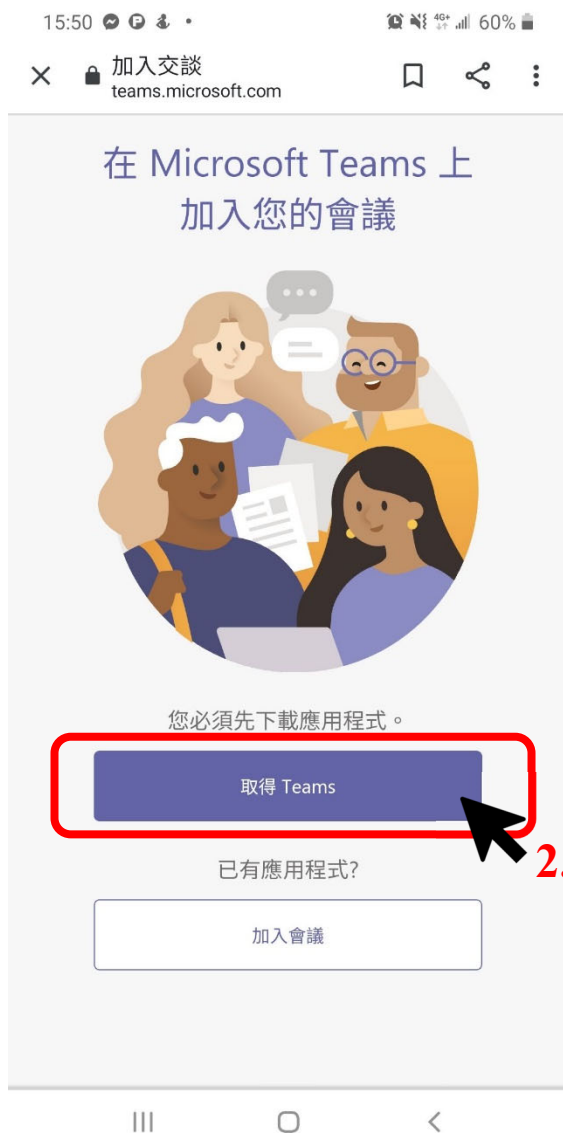 15:50 4G+ 60%
加入交談
teams.microsoft.com
在 Microsoft Teams 上
加入您的會議
您必須先下載應用程式。
取得 Teams
2.
已有應用程式?
加入會議